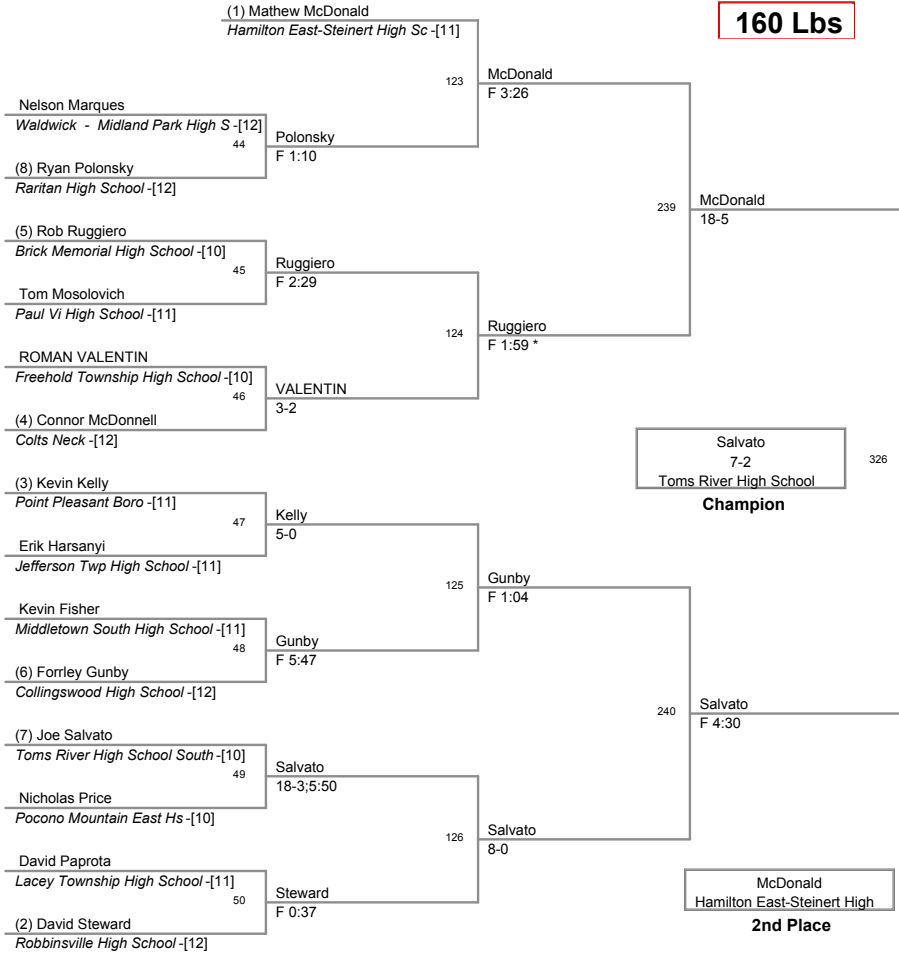 (1) Mathew McDonald
Hamilton East-Steinert High Sc -[11]
160 Lbs
123
McDonald
F 3:26
Nelson Marques
Waldwick - Midland Park High S -[12]
44
Polonsky
F 1:10
(8) Ryan Polonsky
Raritan High School -[12]
239
McDonald
18-5
(5) Rob Ruggiero
Brick Memorial High School -[10]
45
Ruggiero
F 2:29
Tom Mosolovich
Paul Vi High School -[11]
124
Ruggiero
F 1:59 *
ROMAN VALENTIN
Freehold Township High School -[10]
46
VALENTIN
3-2
(4) Connor McDonnell
Colts Neck -[12]
Salvato
7-2
Toms River High School
326
Champion
(3) Kevin Kelly
Point Pleasant Boro -[11]
47
Kelly
5-0
Erik Harsanyi
Jefferson Twp High School -[11]
125
Gunby
F 1:04
Kevin Fisher
Middletown South High School -[11]
48
Gunby
F 5:47
(6) Forrley Gunby
Collingswood High School -[12]
240
Salvato
F 4:30
(7) Joe Salvato
Toms River High School South -[10]
49
Salvato
18-3;5:50
Nicholas Price
Pocono Mountain East Hs -[10]
126
Salvato
8-0
David Paprota
Lacey Township High School -[11]
50
Steward
F 0:37
(2) David Steward
Robbinsville High School -[12]
McDonald
Hamilton East-Steinert High
2nd Place